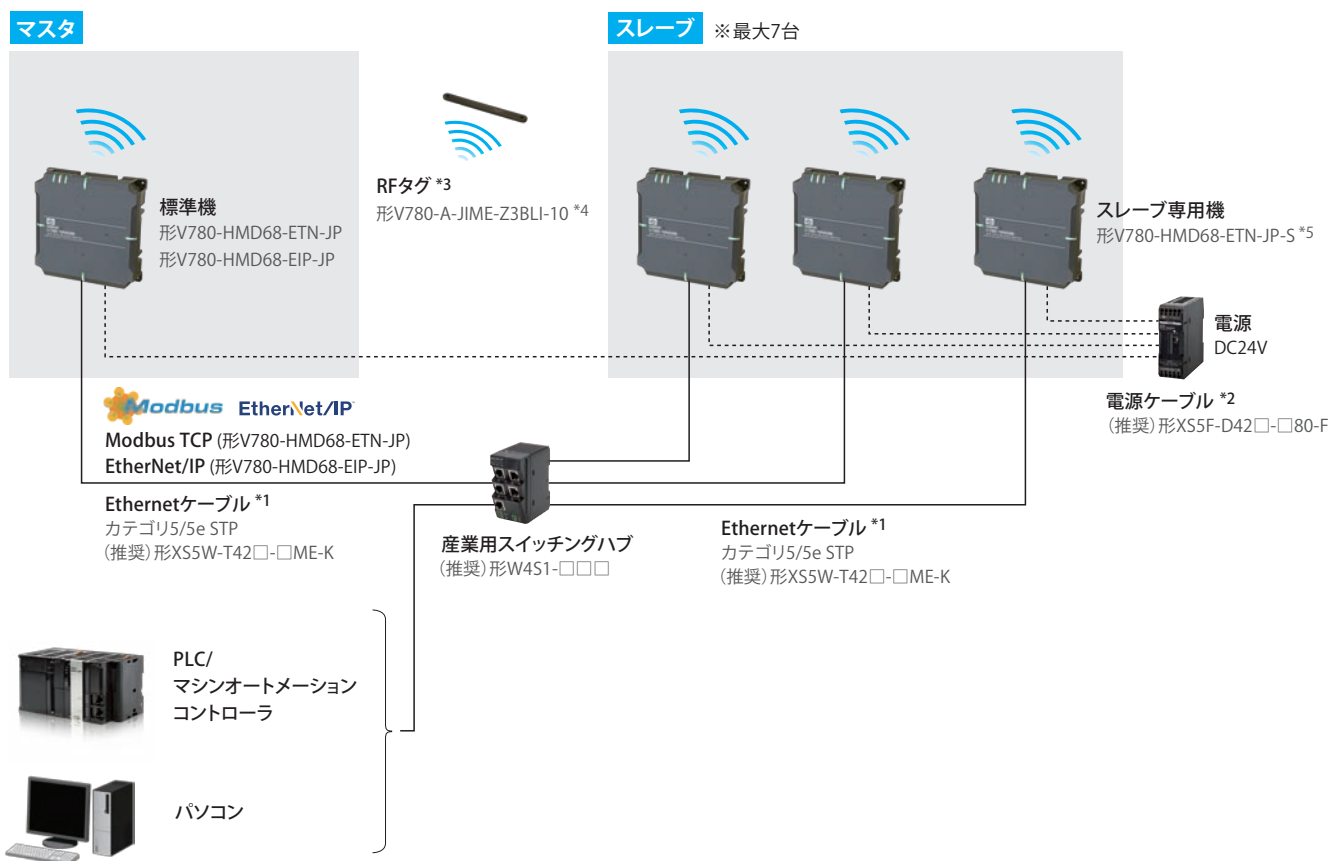 マスタ
スレーブ ※最大7台
標準機
形V780-HMD68-ETN-JP
形V780-HMD68-EIP-JP
RFタグ *3
形V780-A-JIME-Z3BLI-10 *4
スレーブ専用機
形V780-HMD68-ETN-JP-S *5
電源
DC24V
電源ケーブル *2
(推奨)形XS5F-D42□-□80-F
Modbus EtherNet/IP
Modbus TCP (形V780-HMD68-ETN-JP)
EtherNet/IP (形V780-HMD68-EIP-JP)
Ethernetケーブル *1
カテゴリ5/5e STP
(推奨)形XS5W-T42□-□ME-K
産業用スイッチングハブ
(推奨)形W4S1-□□□
Ethernetケーブル *1
カテゴリ5/5e STP
(推奨)形XS5W-T42□-□ME-K
PLC/
マシンオートメーション
コントローラ
パソコン